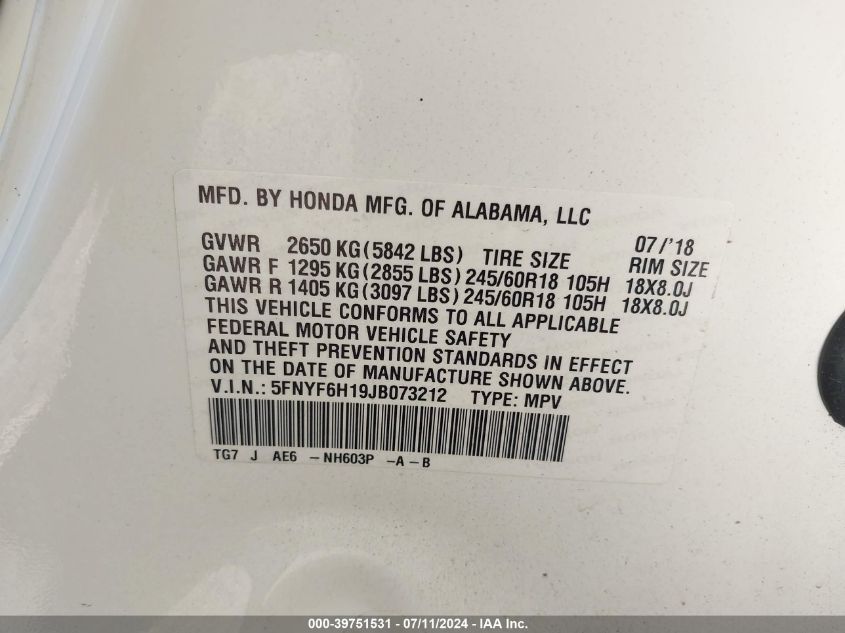 MFD. BY HONDA MFG. OF ALABAMA, LLC
GVWR 2650 KG(5842 LBS) TIRE SIZE 07/'18 RIM SIZE
GAWR F 1295 KG(2855 LBS) 245/60R18 105H 18X8.0J
GAWR R 1405 KG(3097 LBS) 245/60R18 105H 18X8.0J
THIS VEHICLE CONFORMS TO ALL APPLICABLE
FEDERAL MOTOR VEHICLE SAFETY
AND THEFT PREVENTION STANDARDS IN EFFECT
ON THE DATE OF MANUFACTURE SHOWN ABOVE.
V.I.N.: 5FNYF6H19JB073212 TYPE: MPV
TG7 J AE6 -NH603P -A-B
000-39751531 - 07/11/2024 - IAA Inc.